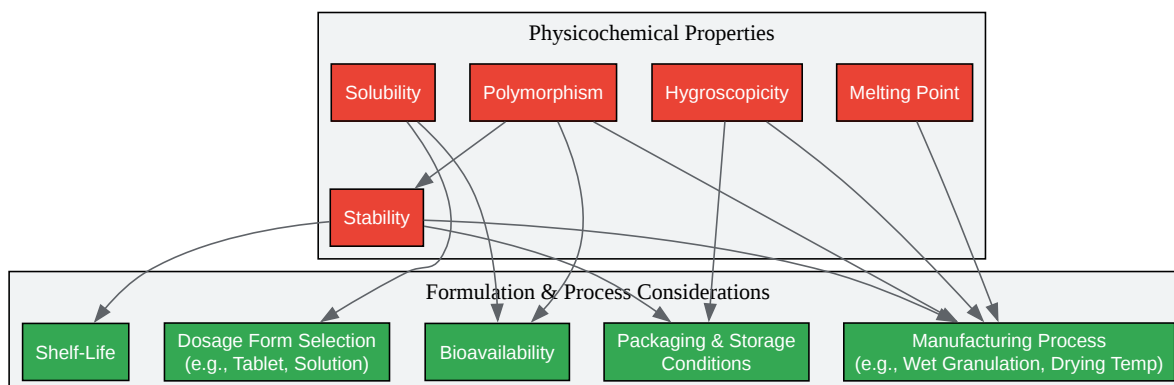 Physicochemical Properties
Solubility
Polymorphism
Hygroscopicity
Melting Point
Stability
Formulation & Process Considerations
Shelf-Life
Dosage Form Selection
(e.g., Tablet, Solution)
Bioavailability
Packaging & Storage
Conditions
Manufacturing Process
(e.g., Wet Granulation, Drying Temp)